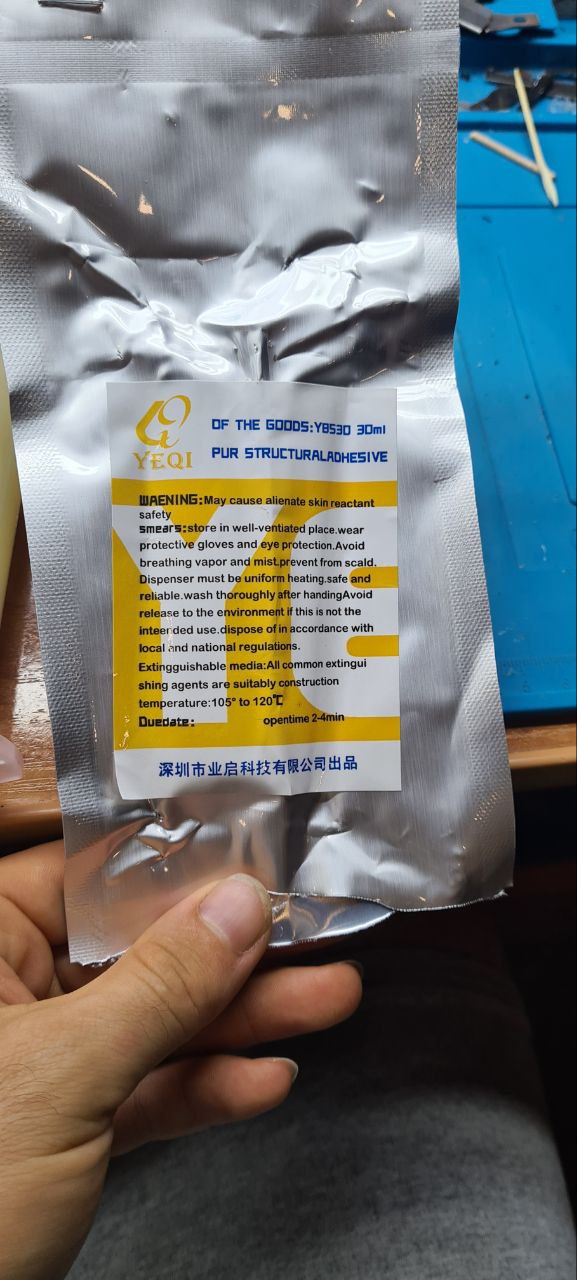 YEQI
OF THE GOODS:YB530 30ml
PUR STRUCTURALADHESIVE
WAENING:May cause alienate skin reactant
safety
smears:store in well-ventiated place.wear
protective gloves and eye protection.Avoid
breathing vapor and mist.prevent from scald.
Dispenser must be uniform heating.safe and
reliable.wash thoroughly after handingAvoid
release to the environment if this is not the
inteerded use.dispose of in accordance with
local and national regulations.
Extingguishable media:All common extingui
shing agents are suitably construction
temperature:105° to 120℃
Duedate: opentime 2-4min
深圳市业启科技有限公司出品